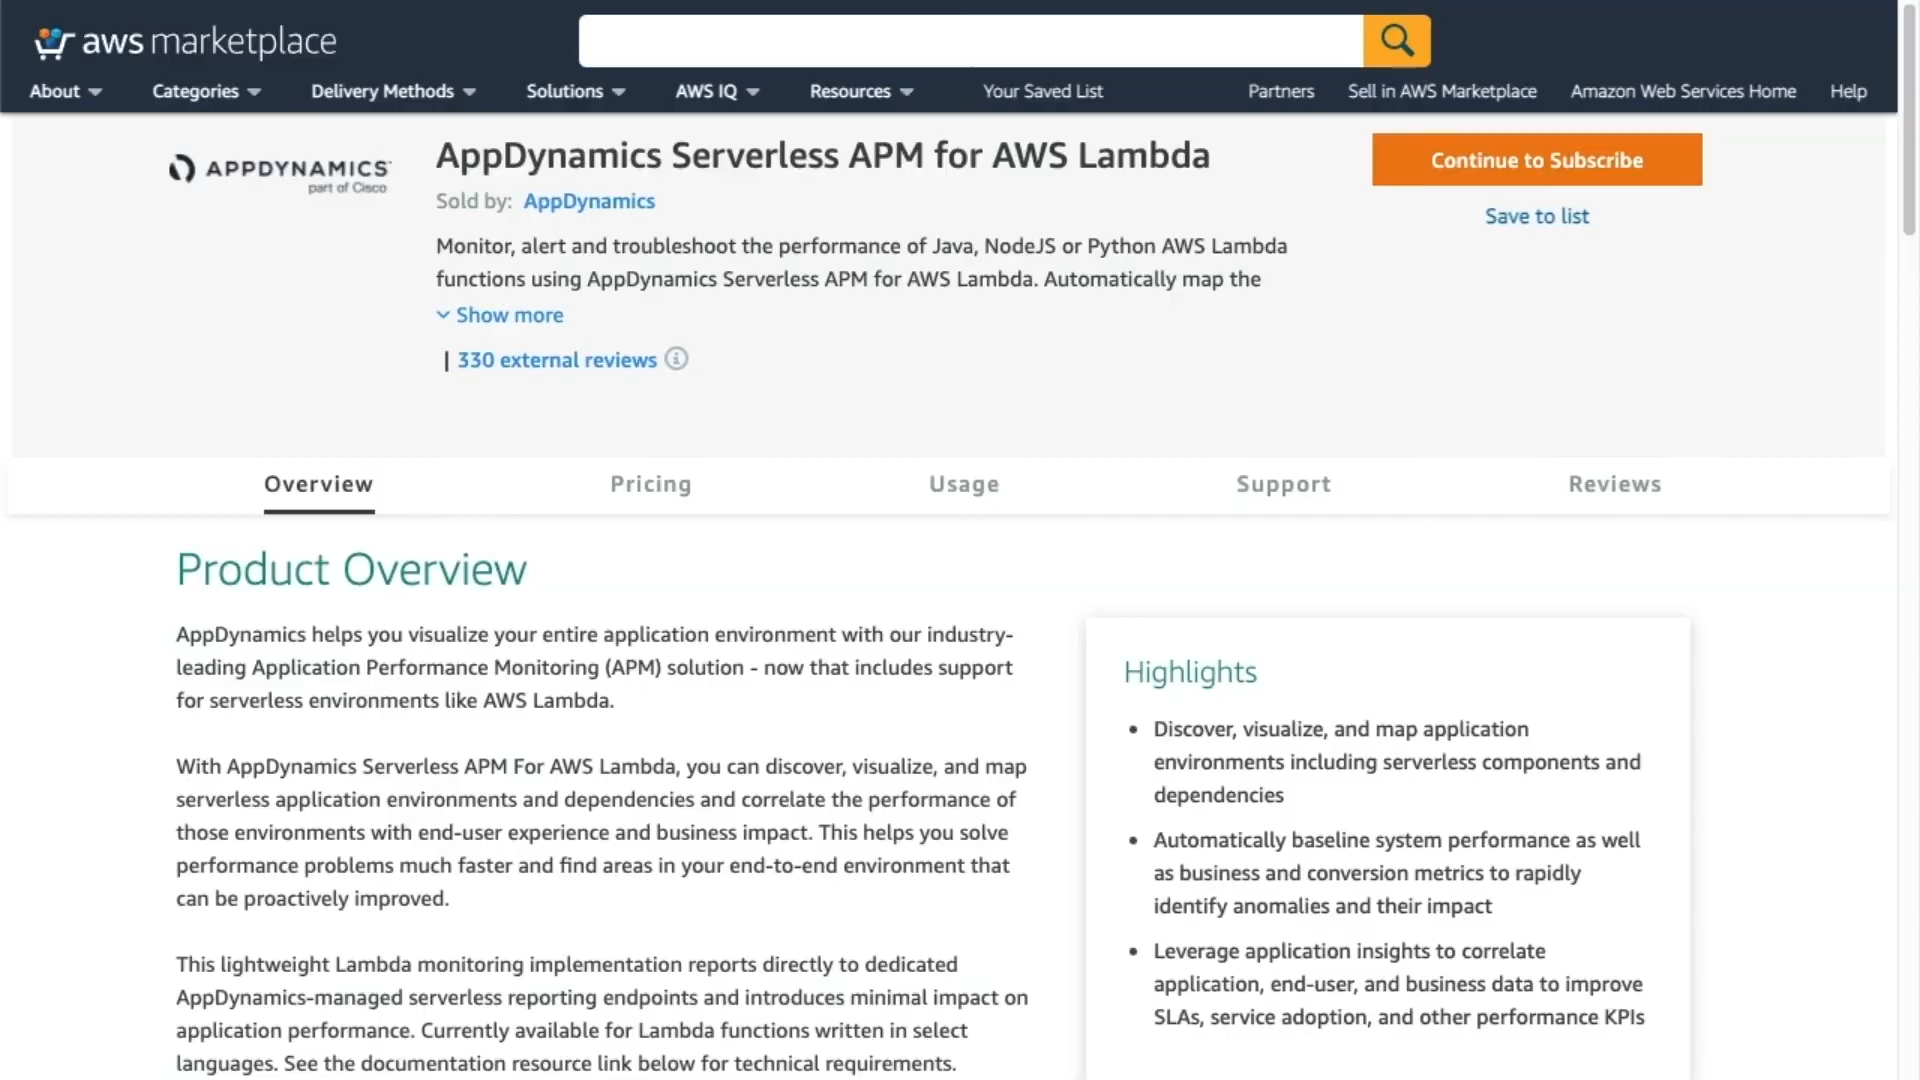 aws marketplace
About
Categories
Delivery Methods
Solutions
AWS IQ
Resources
Your Saved List
Partners
Sell in AWS Marketplace
Amazon Web Services Home
Help
APPDYNAMICS
part of Cisco
AppDynamics Serverless APM for AWS Lambda
Sold by: AppDynamics
Monitor, alert and troubleshoot the performance of Java, NodeJS or Python AWS Lambda
functions using AppDynamics Serverless APM for AWS Lambda. Automatically map the
Show more
| 330 external reviews
Continue to Subscribe
Save to list
Overview
Pricing
Usage
Support
Reviews
Product Overview
AppDynamics helps you visualize your entire application environment with our industry-
leading Application Performance Monitoring (APM) solution - now that includes support
for serverless environments like AWS Lambda.
With AppDynamics Serverless APM For AWS Lambda, you can discover, visualize, and map
serverless application environments and dependencies and correlate the performance of
those environments with end-user experience and business impact. This helps you solve
performance problems much faster and find areas in your end-to-end environment that
can be proactively improved.
This lightweight Lambda monitoring implementation reports directly to dedicated
AppDynamics-managed serverless reporting endpoints and introduces minimal impact on
application performance. Currently available for Lambda functions written in select
languages. See the documentation resource link below for technical requirements.
Highlights
• Discover, visualize, and map application
environments including serverless components and
dependencies
• Automatically baseline system performance as well
as business and conversion metrics to rapidly
identify anomalies and their impact
• Leverage application insights to correlate
application, end-user, and business data to improve
SLAs, service adoption, and other performance KPIs